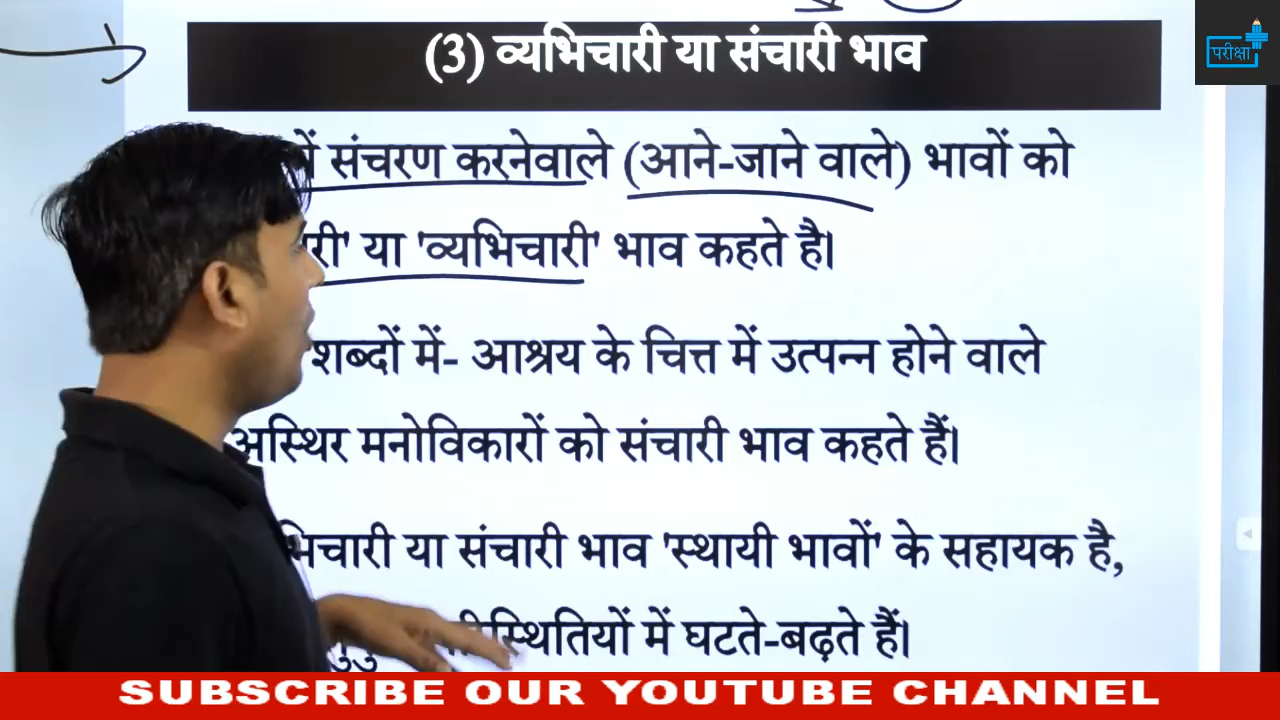 (3) व्यभिचारी या संचारी भाव
परीक्षा
संचरण करनेवाले (आने-जाने वाले) भावों को
या 'व्यभिचारी' भाव कहते है।
शब्दों में- आश्रय के चित्त में उत्पन्न होने वाले
अस्थिर मनोविकारों को संचारी भाव कहते हैं।
या संचारी भाव 'स्थायी भावों' के सहायक है,
में घटते-बढ़ते हैं।
SUBSCRIBE OUR YOUTUBE CHANNEL